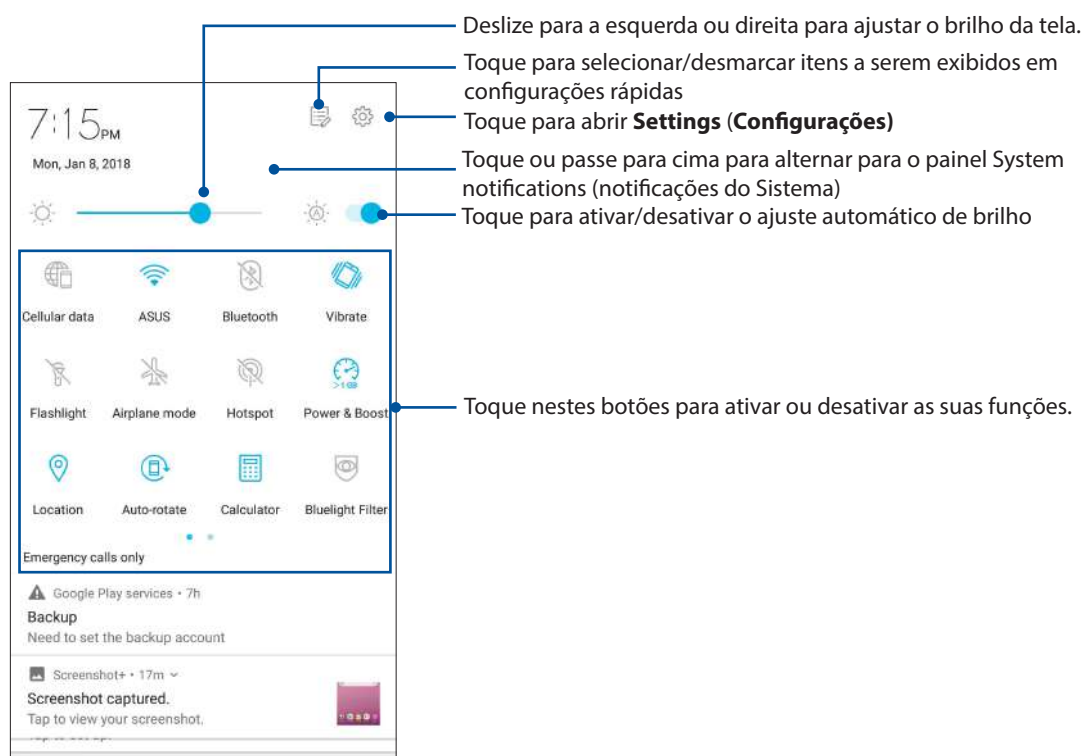 Deslize para a esquerda ou direita para ajustar o brilho da tela.
Toque para selecionar/desmarcar itens a serem exibidos em
configurações rápidas
Toque para abrir Settings (Configurações)
Toque ou passe para cima para alternar para o painel System
notifications (notificações do Sistema)
Toque para ativar/desativar o ajuste automático de brilho
7:15PM
Mon, Jan 8, 2018
A
Cellular data ASUS Bluetooth Vibrate
Flashlight Airplane mode Hotspot Power & Boost
Toque nestes botões para ativar ou desativar as suas funções.
Location Auto-rotate Calculator Bluelight Filter
Emergency calls only
Google Play services • 7h
Backup
Need to set the backup account
Screenshot+ • 17m
Screenshot captured.
Tap to view your screenshot.